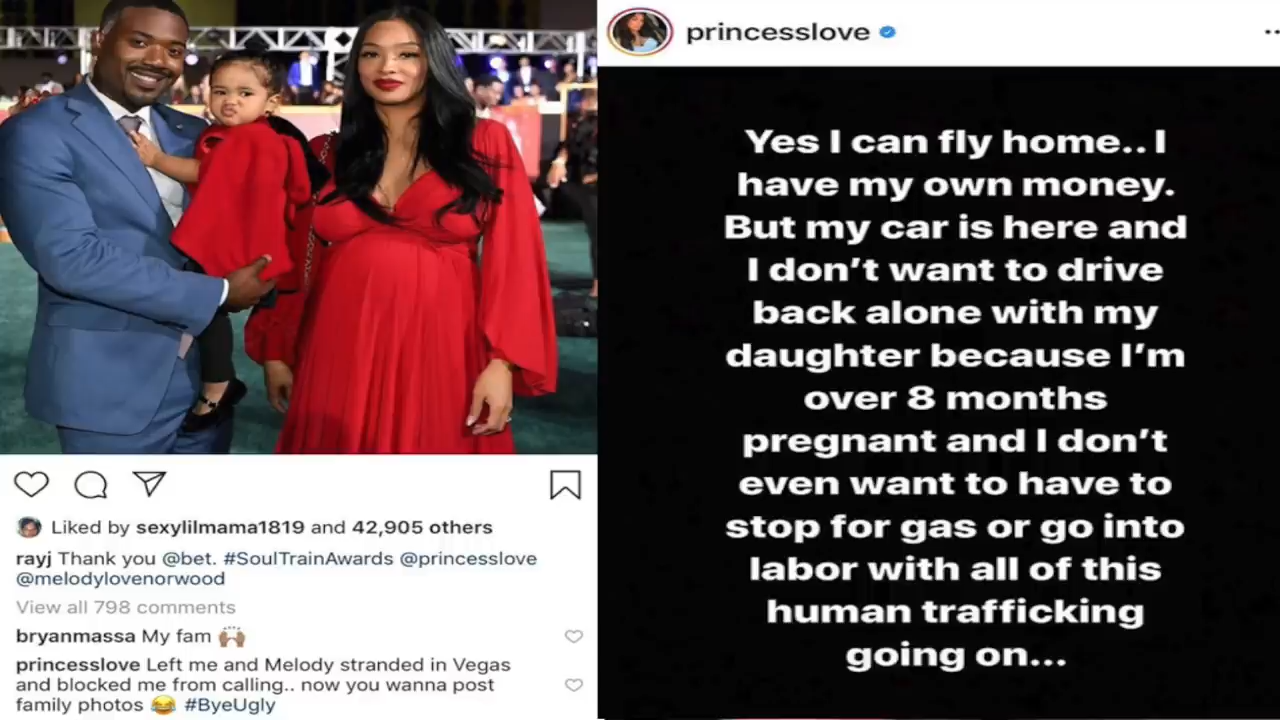 Liked by sexylilmama1819 and 42,905 others
rayj Thank you @bet. #SoulTrainAwards @princesslove
@melodylovenorwood
View all 798 comments
bryanmassa My fam 🙌🏽
princesslove Left me and Melody stranded in Vegas
and blocked me from calling.. now you wanna post
family photos 😂 #ByeUgly
princesslove
Yes I can fly home.. I
have my own money.
But my car is here and
I don't want to drive
back alone with my
daughter because I'm
over 8 months
pregnant and I don't
even want to have to
stop for gas or go into
labor with all of this
human trafficking
going on...